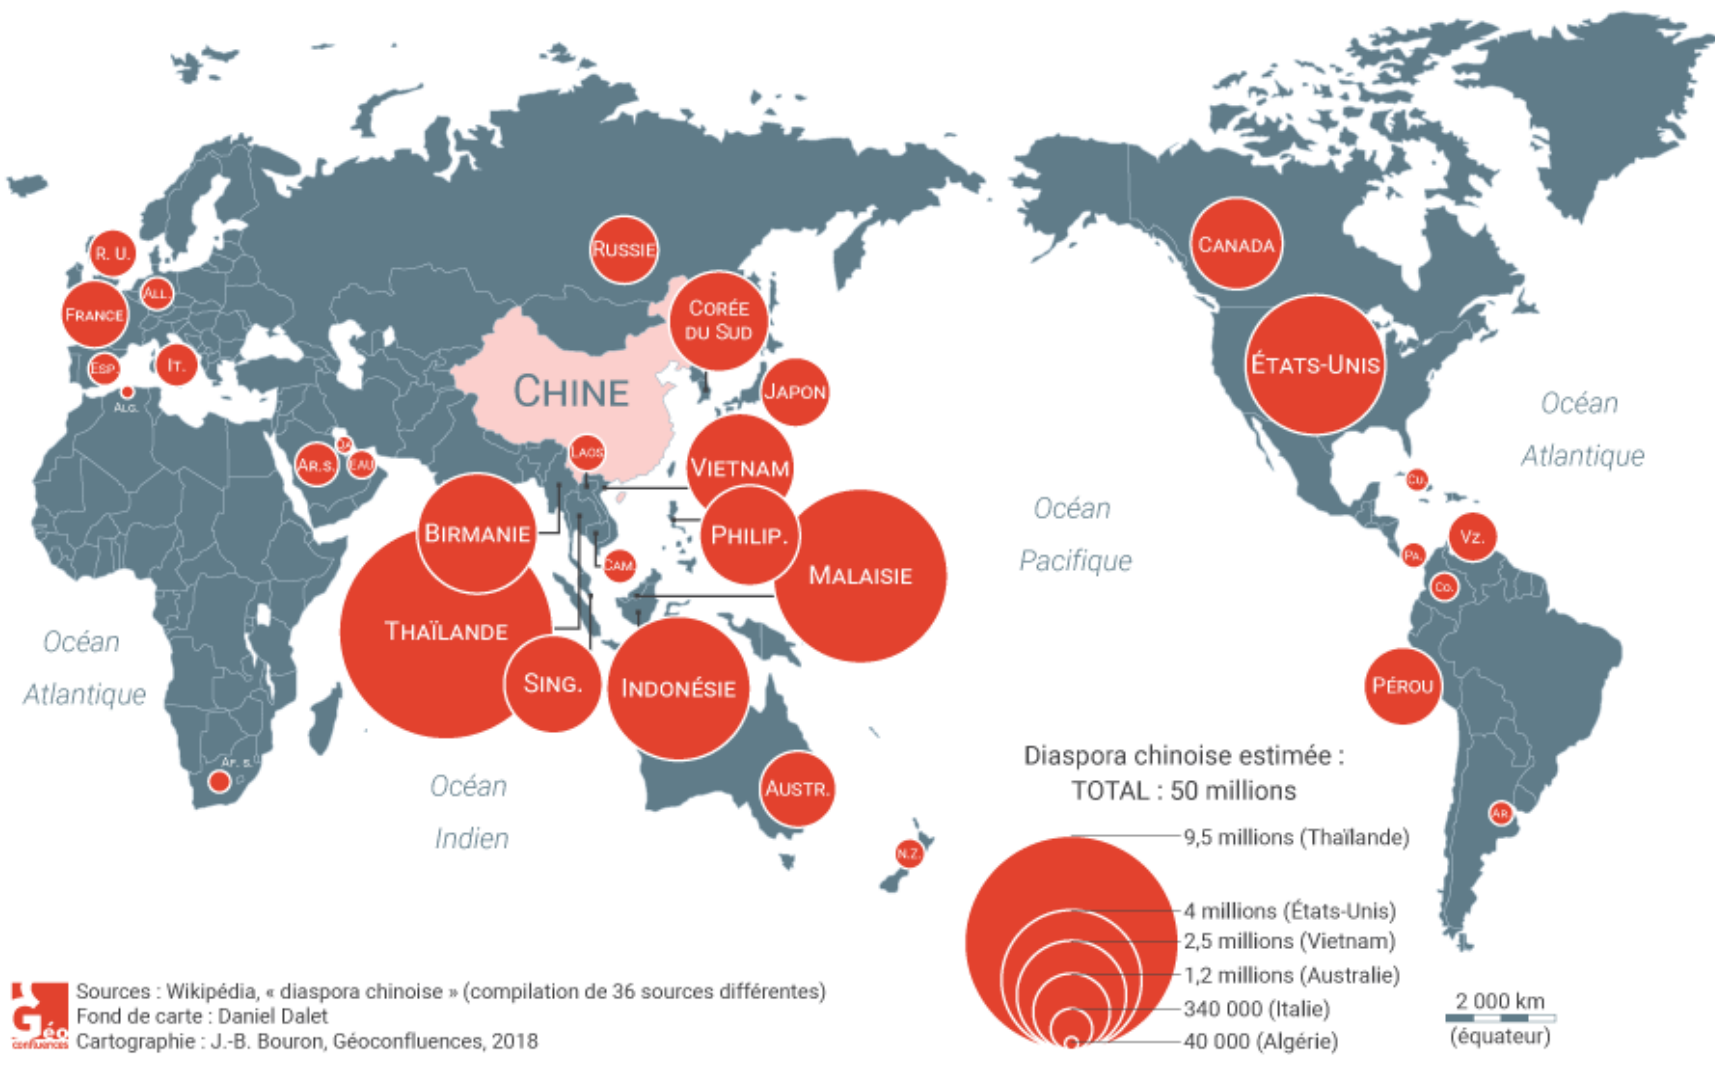 R. U.
ALL.
FRANCE
ESP.
IT.
ALG.
RUSSIE
CORÉE
DU SUD
CHINE
JAPON
LAOS
VIETNAM
AR.S.
QA
EAU
BIRMANIE
PHILIP.
CAM.
MALAISIE
THAÏLANDE
SING.
INDONÉSIE
AF. S.
AUSTR.
N.Z.
CANADA
ÉTATS-UNIS
CU.
PA.
VZ.
CO.
PÉROU
AR.
Océan
Atlantique
Océan
Indien
Océan
Pacifique
Océan
Atlantique
Diaspora chinoise estimée :
TOTAL : 50 millions
9,5 millions (Thaïlande)
4 millions (États-Unis)
2,5 millions (Vietnam)
1,2 millions (Australie)
340 000 (Italie)
40 000 (Algérie)
2 000 km
(équateur)
Géo
confluences
Sources : Wikipédia, « diaspora chinoise » (compilation de 36 sources différentes)
Fond de carte : Daniel Dalet
Cartographie : J.-B. Bouron, Géoconfluences, 2018